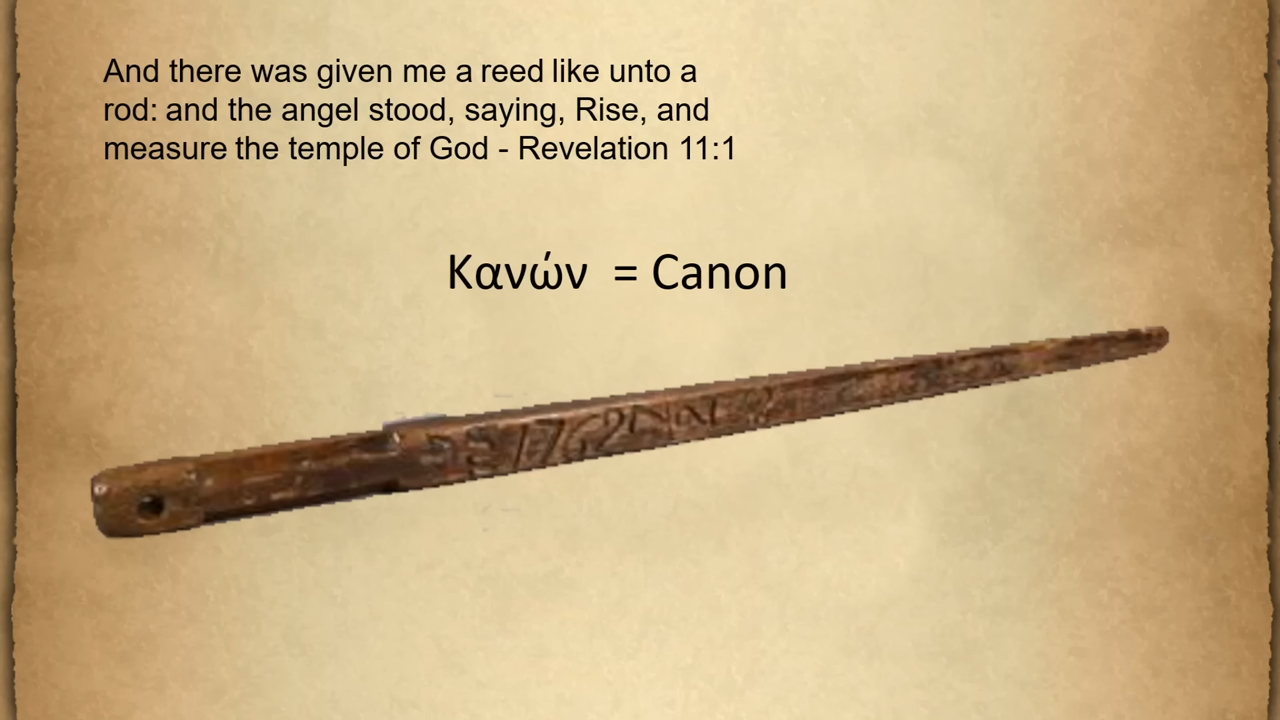 And there was given me a reed like unto a
rod: and the angel stood, saying, Rise, and
measure the temple of God - Revelation 11:1
Κανών = Canon
1762